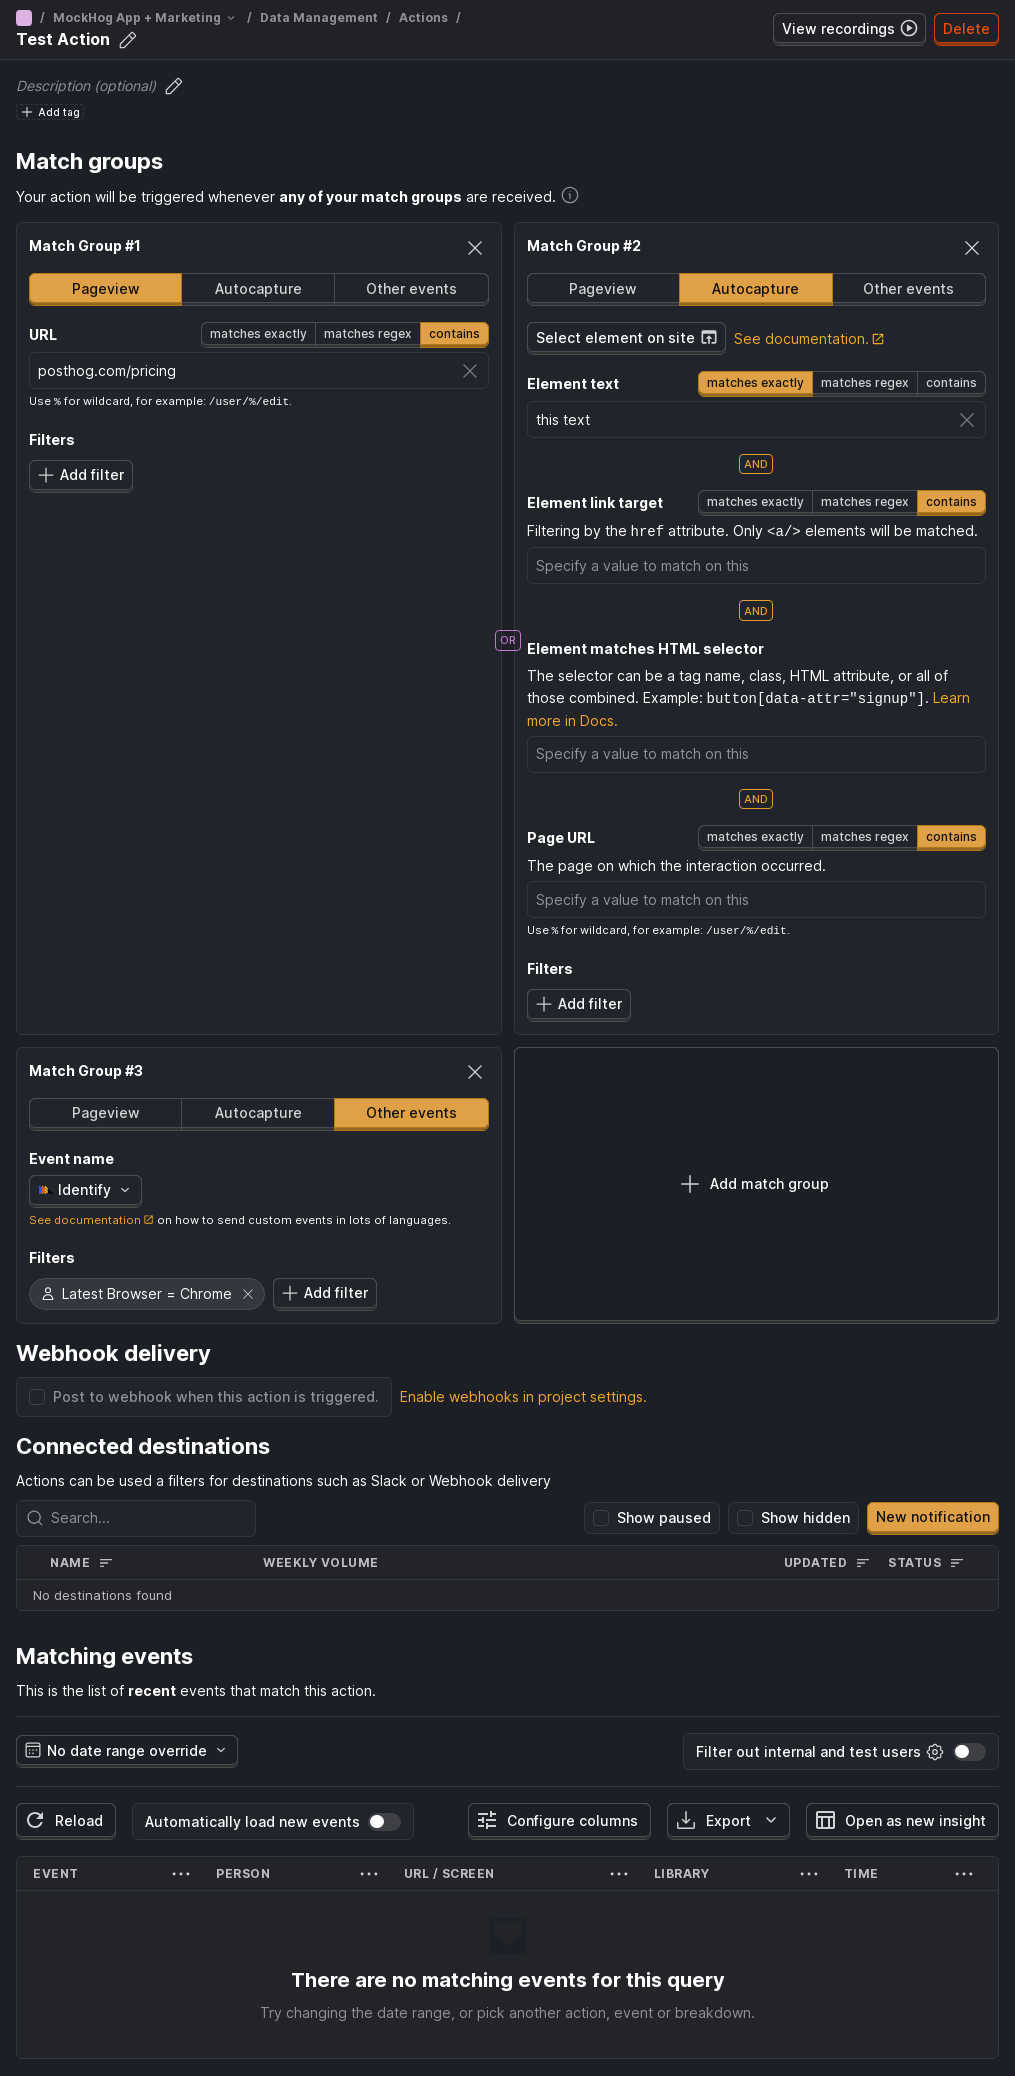 / MockHog App + Marketing / Data Management / Actions /
Test Action
View recordings
Delete
Description (optional)
Add tag
Match groups
Your action will be triggered whenever any of your match groups are received.
Match Group #1
Pageview
Autocapture
Other events
URL
matches exactly
matches regex
contains
posthog.com/pricing
Use % for wildcard, for example: /user/%/edit.
Filters
Add filter
OR
Match Group #2
Pageview
Autocapture
Other events
Select element on site
See documentation.
Element text
matches exactly
matches regex
contains
this text
AND
Element link target
matches exactly
matches regex
contains
Filtering by the href attribute. Only <a/> elements will be matched.
Specify a value to match on this
AND
Element matches HTML selector
The selector can be a tag name, class, HTML attribute, or all of
those combined. Example: button[data-attr="signup"]. Learn
more in Docs.
Specify a value to match on this
AND
Page URL
matches exactly
matches regex
contains
The page on which the interaction occurred.
Specify a value to match on this
Use % for wildcard, for example: /user/%/edit.
Filters
Add filter
Match Group #3
Pageview
Autocapture
Other events
Event name
Identify
See documentation on how to send custom events in lots of languages.
Filters
Latest Browser = Chrome
Add filter
Add match group
Webhook delivery
Post to webhook when this action is triggered.
Enable webhooks in project settings.
Connected destinations
Actions can be used a filters for destinations such as Slack or Webhook delivery
Search...
Show paused
Show hidden
New notification
NAME
WEEKLY VOLUME
UPDATED
STATUS
No destinations found
Matching events
This is the list of recent events that match this action.
No date range override
Filter out internal and test users
Reload
Automatically load new events
Configure columns
Export
Open as new insight
EVENT
PERSON
URL / SCREEN
LIBRARY
TIME
There are no matching events for this query
Try changing the date range, or pick another action, event or breakdown.